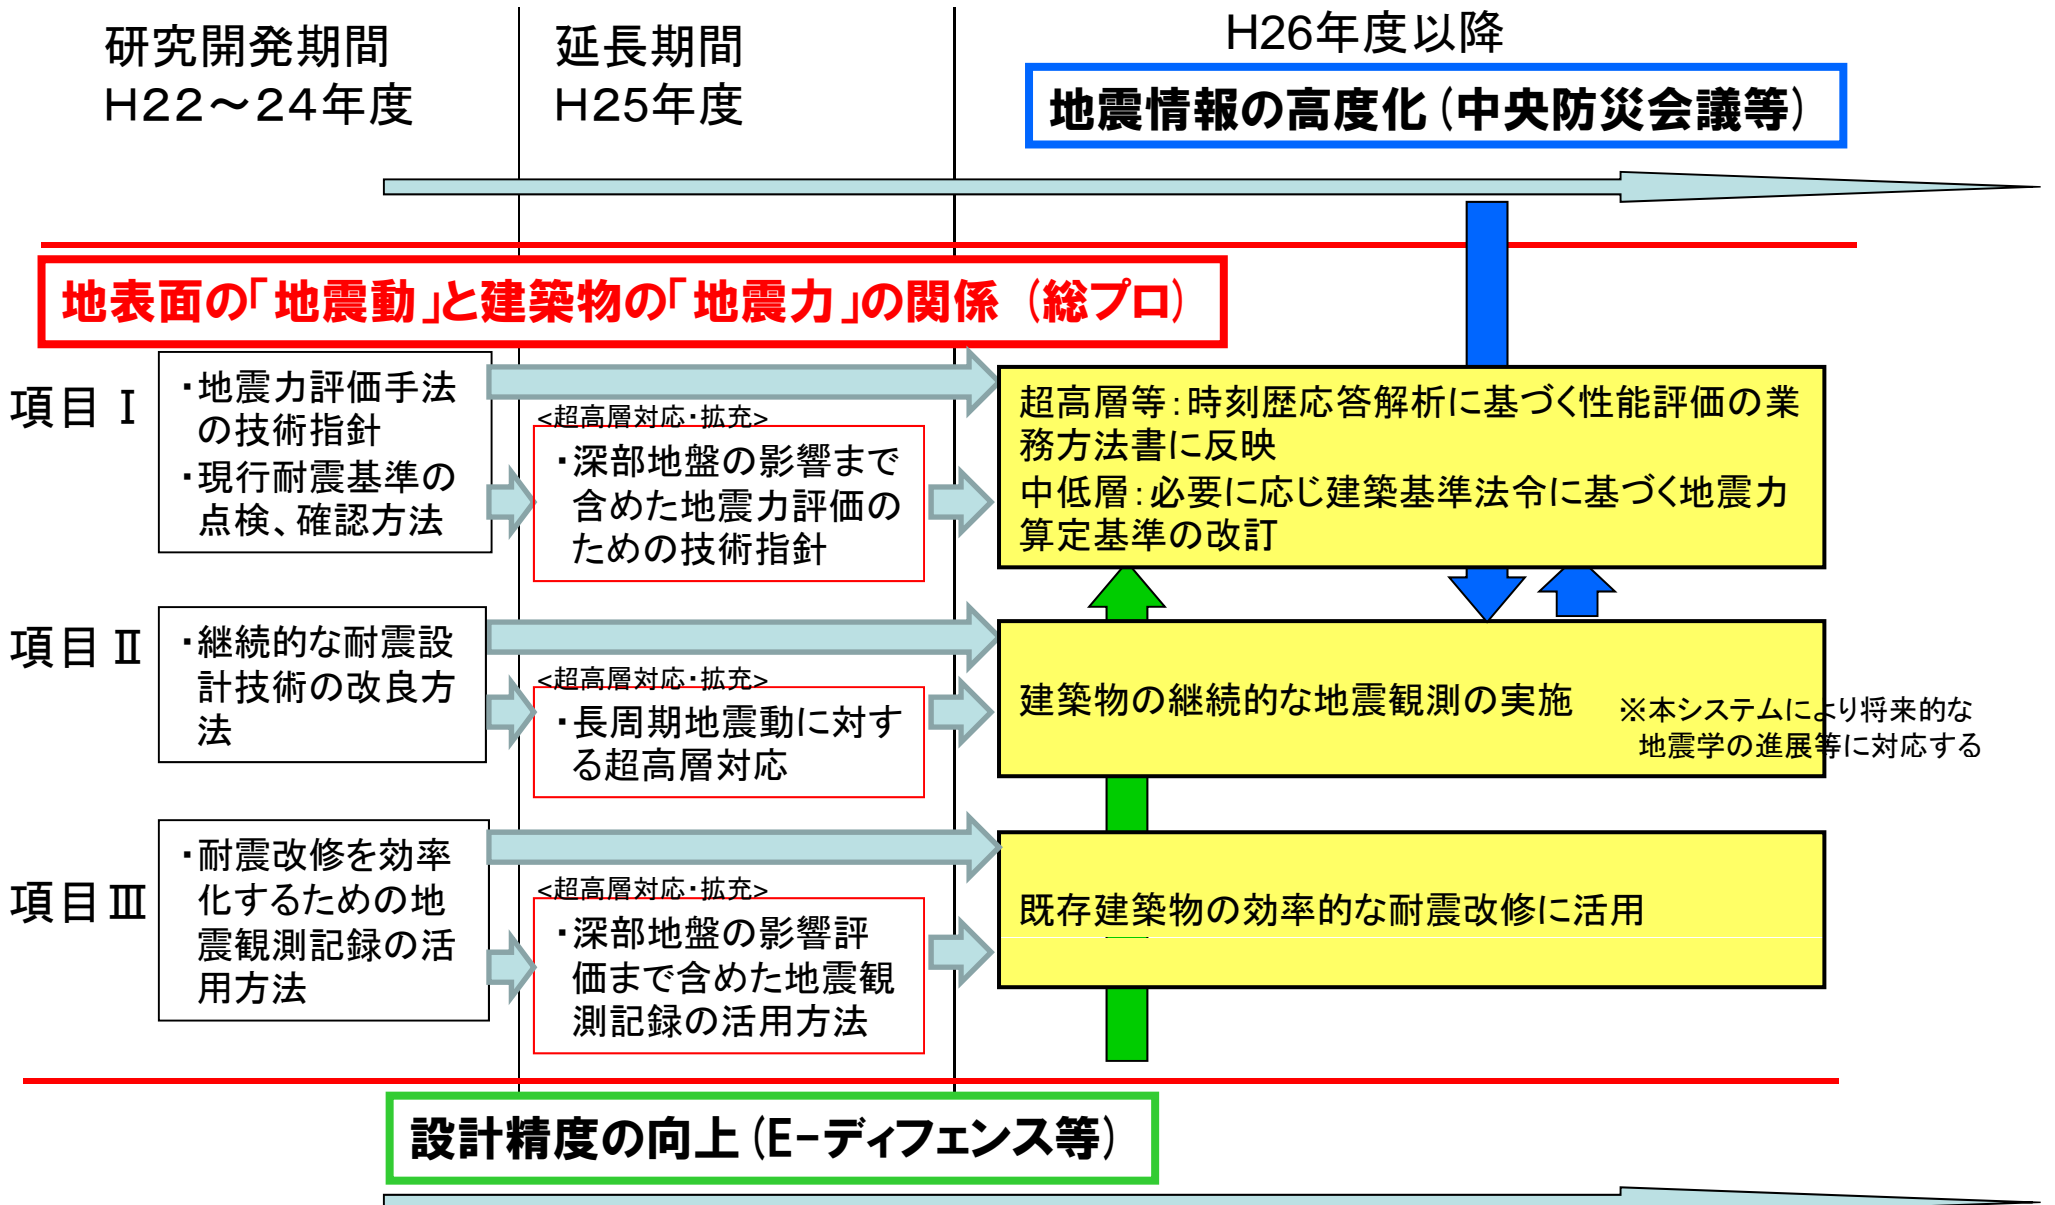 研究開発期間
H22～24年度
延長期間
H25年度
H26年度以降
地震情報の高度化(中央防災会議等)
地表面の「地震動」と建築物の「地震力」の関係(総プロ)
項目Ⅰ
・地震力評価手法
の技術指針
・現行耐震基準の
点検、確認方法
<超高層対応・拡充>
・深部地盤の影響まで
含めた地震力評価の
ための技術指針
超高層等：時刻歴応答解析に基づく性能評価の業
務方法書に反映
中低層：必要に応じ建築基準法令に基づく地震力
算定基準の改訂
項目Ⅱ
・継続的な耐震設
計技術の改良方
法
<超高層対応・拡充>
・長周期地震動に対す
る超高層対応
建築物の継続的な地震観測の実施
※本システムにより将来的な
地震学の進展等に対応する
項目Ⅲ
・耐震改修を効率
化するための地
震観測記録の活
用方法
<超高層対応・拡充>
・深部地盤の影響評
価まで含めた地震観
測記録の活用方法
既存建築物の効率的な耐震改修に活用
設計精度の向上(E-ディフェンス等)